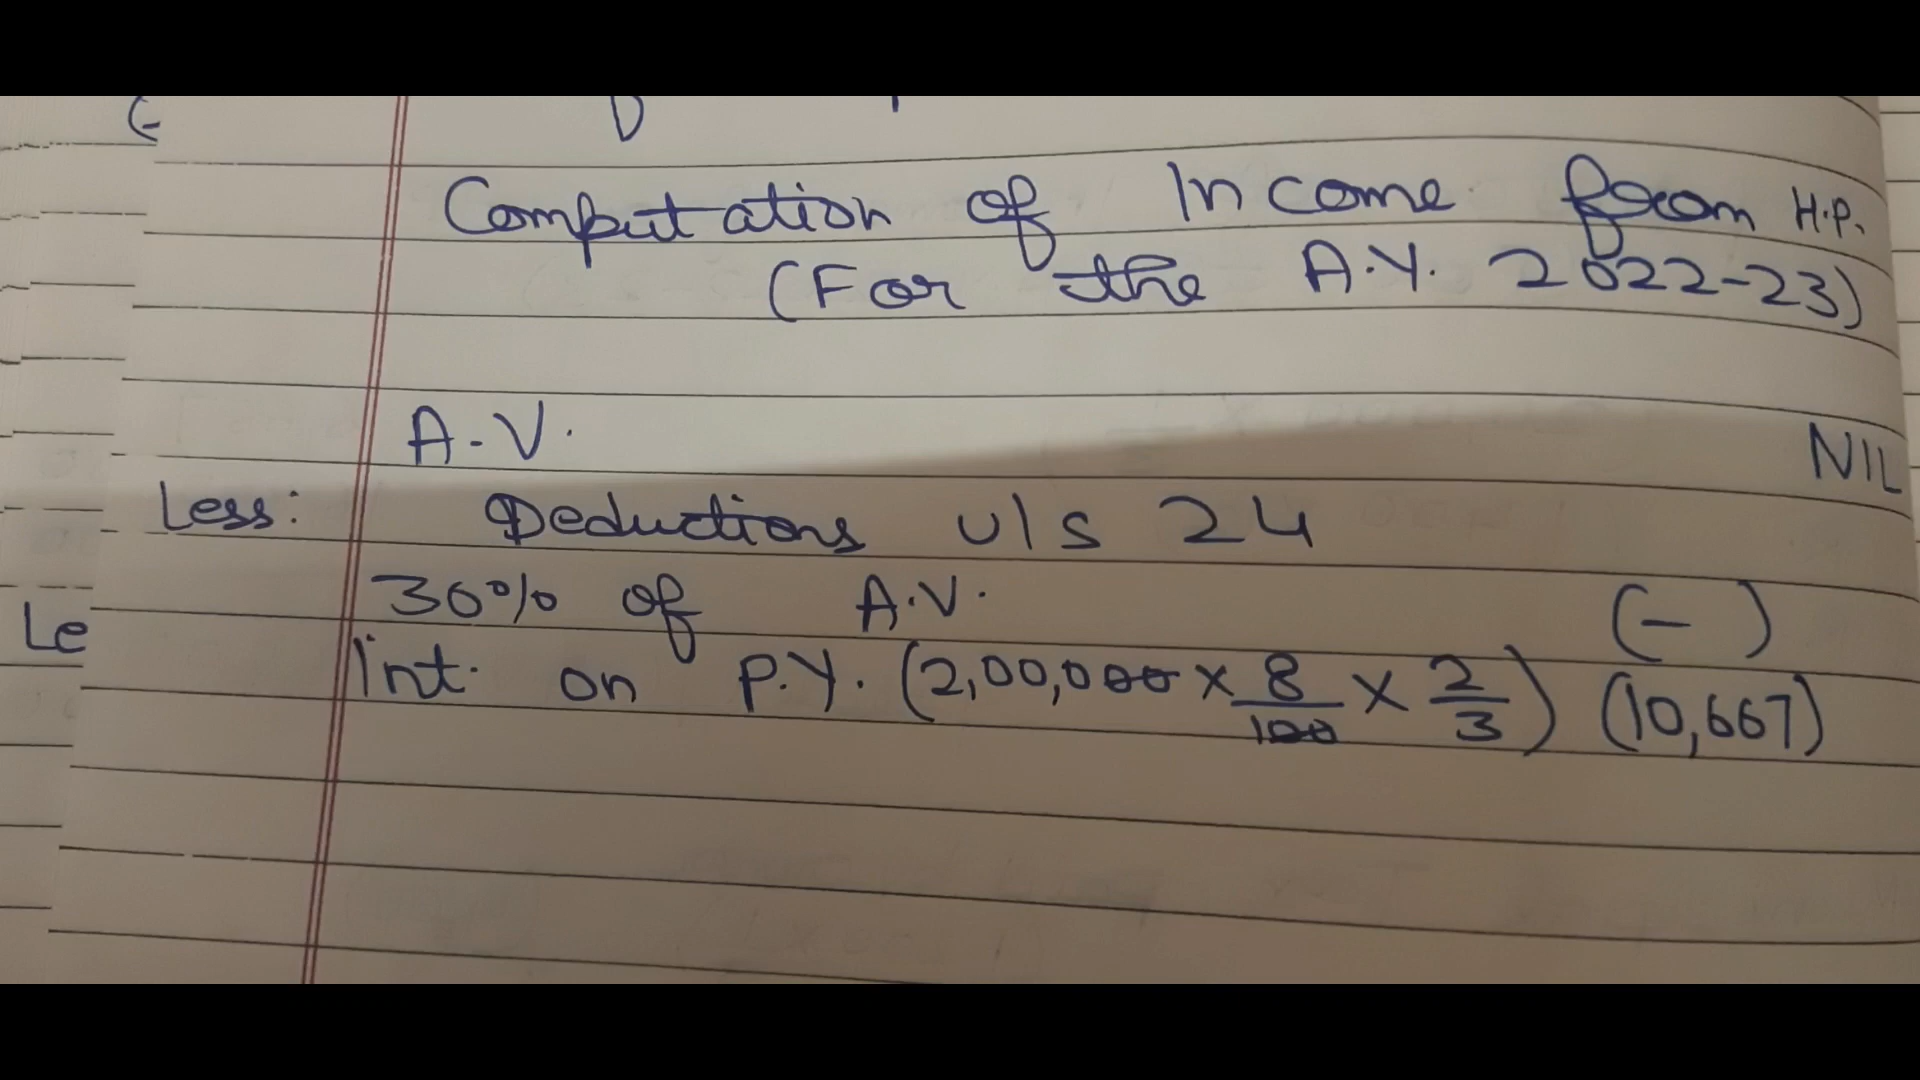 Computation of Income from H.P.
(For the A.Y. 2022-23)
A.V. NIL
Less: Deductions u/s 24
30% of A.V. (-)
Le
Int. on P.Y. (2,00,000 × 8/100 × 2/3) (10,667)